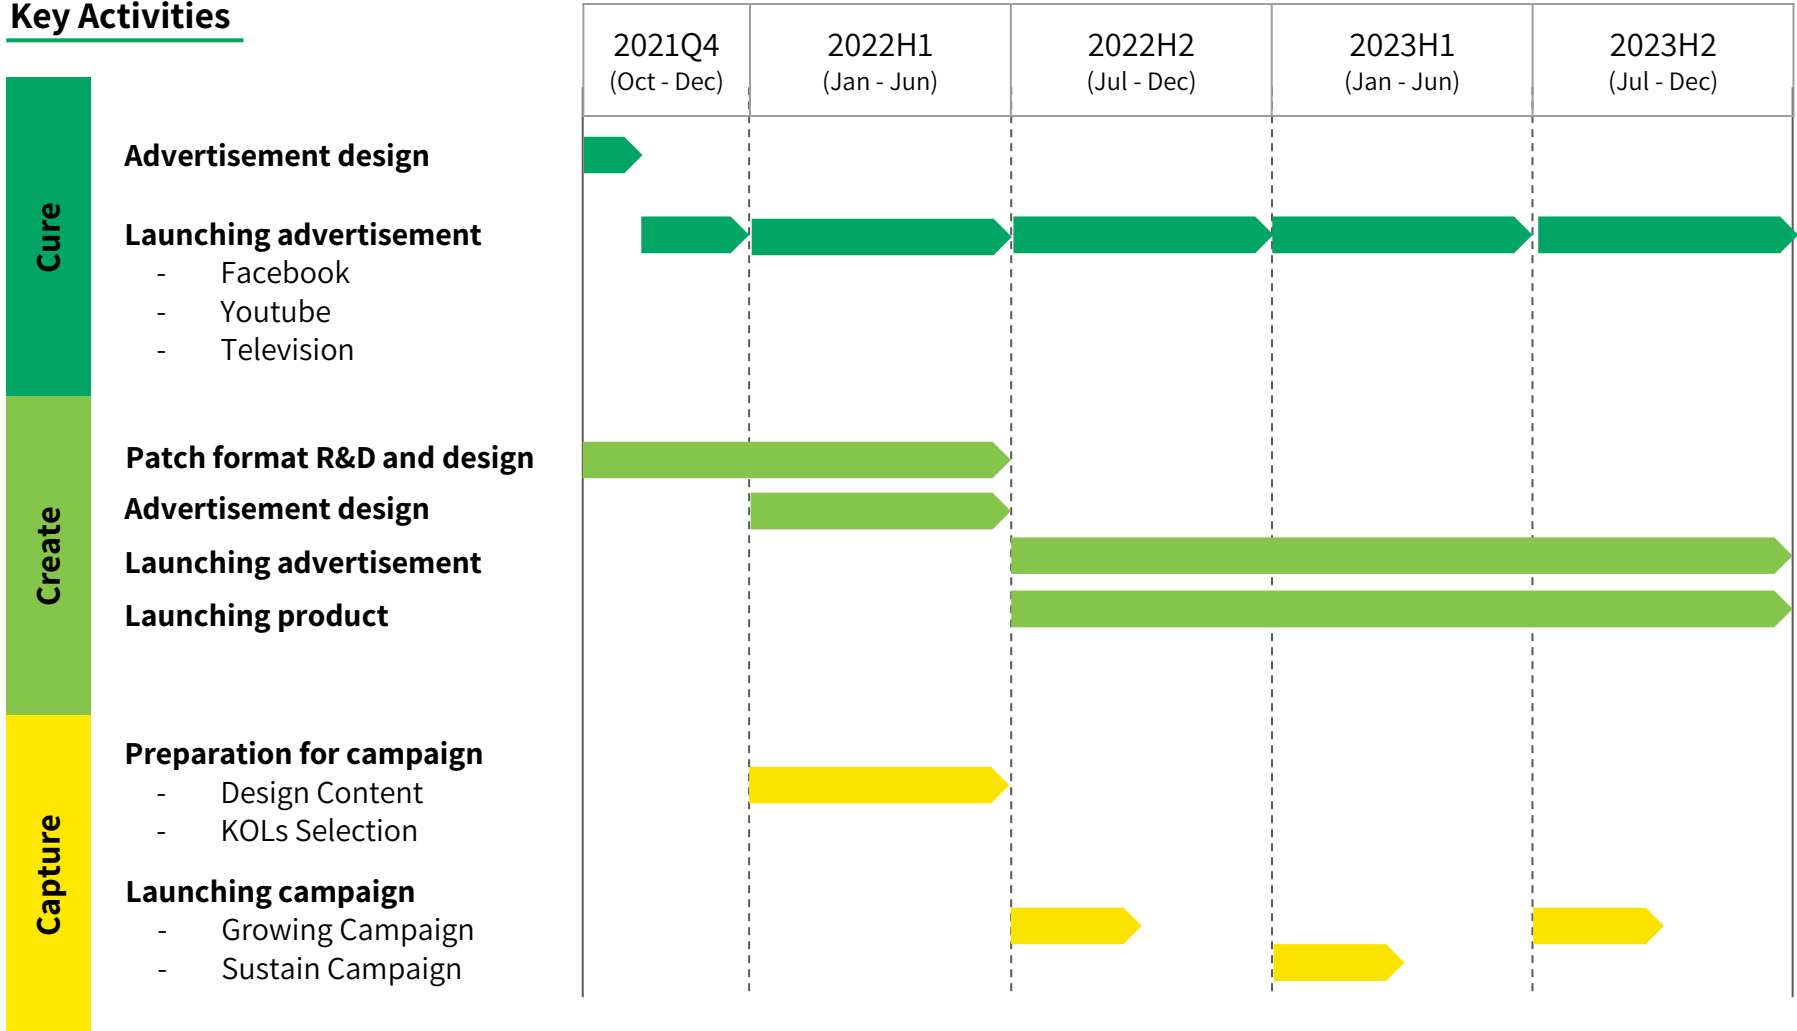 Key Activities
2021Q4
(Oct - Dec)
2022H1
(Jan - Jun)
2022H2
(Jul - Dec)
2023H1
(Jan - Jun)
2023H2
(Jul - Dec)
Cure
Advertisement design
Launching advertisement
- Facebook
- Youtube
- Television
Create
Patch format R&D and design
Advertisement design
Launching advertisement
Launching product
Capture
Preparation for campaign
- Design Content
- KOLs Selection
Launching campaign
- Growing Campaign
- Sustain Campaign